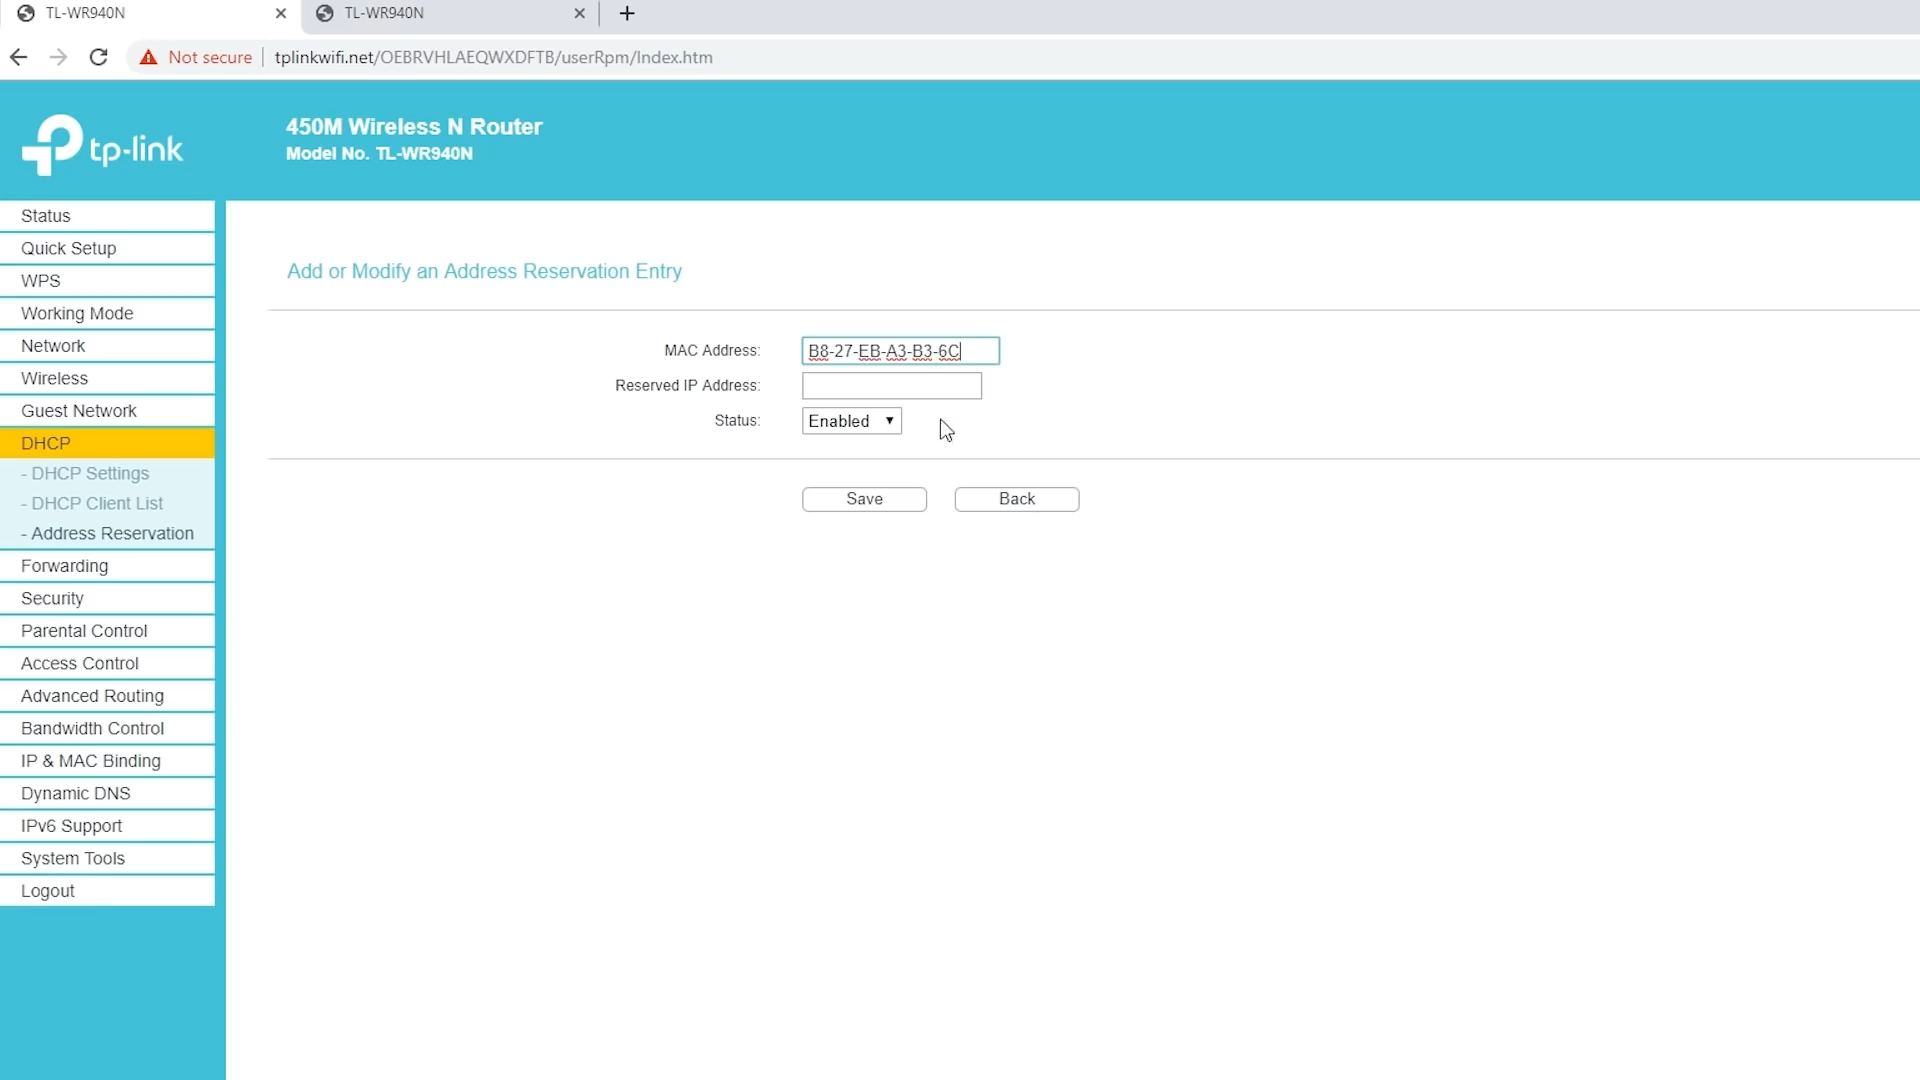 TL-WR940N
TL-WR940N
Not secure
tplinkwifi.net/OEBRVHLAEQWXDFTB/userRpm/Index.htm
tp-link
450M Wireless N Router
Model No. TL-WR940N
Status
Quick Setup
WPS
Working Mode
Network
Wireless
Guest Network
DHCP
- DHCP Settings
- DHCP Client List
- Address Reservation
Forwarding
Security
Parental Control
Access Control
Advanced Routing
Bandwidth Control
IP & MAC Binding
Dynamic DNS
IPv6 Support
System Tools
Logout
Add or Modify an Address Reservation Entry
MAC Address: B8-27-EB-A3-B3-6C
Reserved IP Address:
Status: Enabled
Save Back